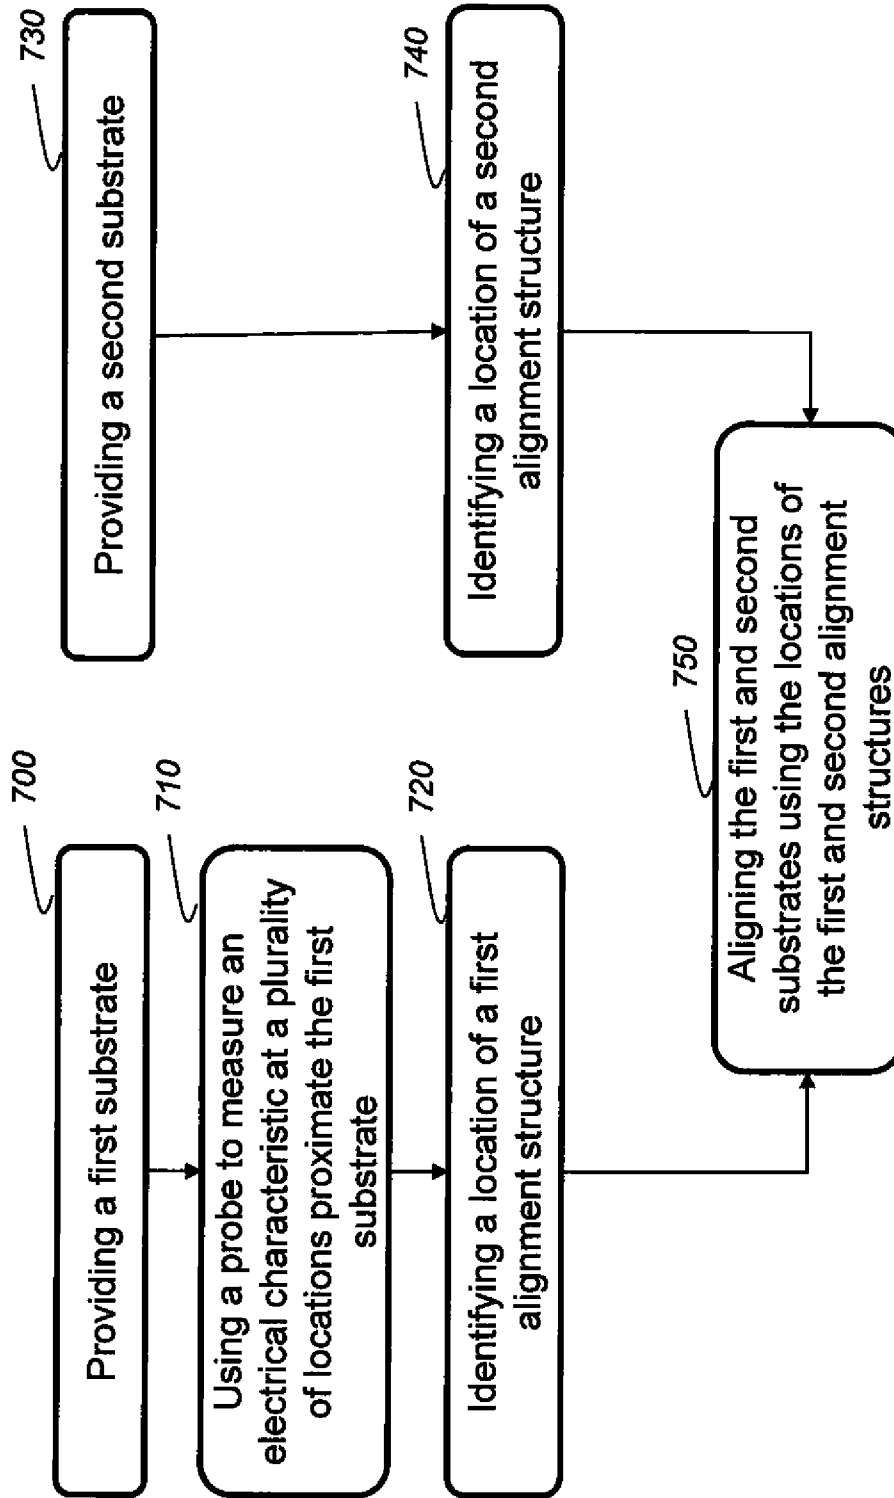 700
Providing a first substrate
710
Using a probe to measure an
electrical characteristic at a plurality
of locations proximate the first
substrate
720
Identifying a location of a first
alignment structure
730
Providing a second substrate
740
Identifying a location of a second
alignment structure
750
Aligning the first and second
substrates using the locations of
the first and second alignment
structures